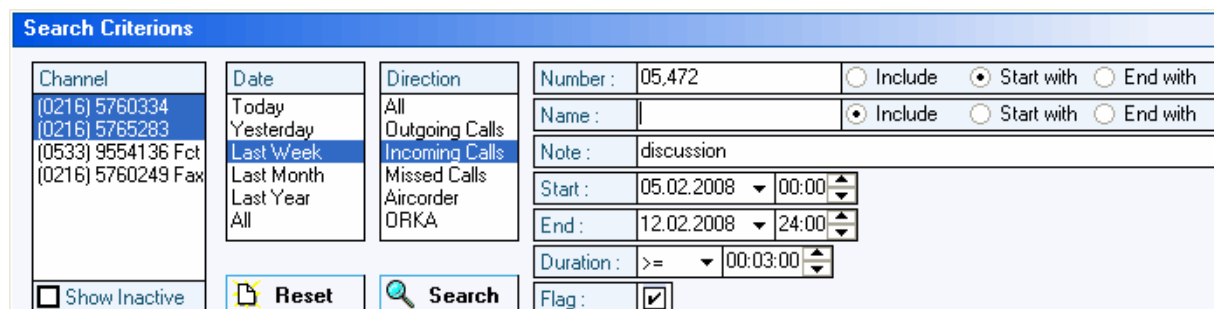 Search Criterions
Channel
(0216) 5760334
(0216) 5765283
(0533) 9554136 Fct
(0216) 5760249 Fax
Show Inactive
Date
Today
Yesterday
Last Week
Last Month
Last Year
All
Reset
Direction
All
Outgoing Calls
Incoming Calls
Missed Calls
Aircorder
ORKA
Search
Number : 05,472 Include Start with End with
Name : Include Start with End with
Note : discussion
Start : 05.02.2008 00:00
End : 12.02.2008 24:00
Duration : >= 00:03:00
Flag :